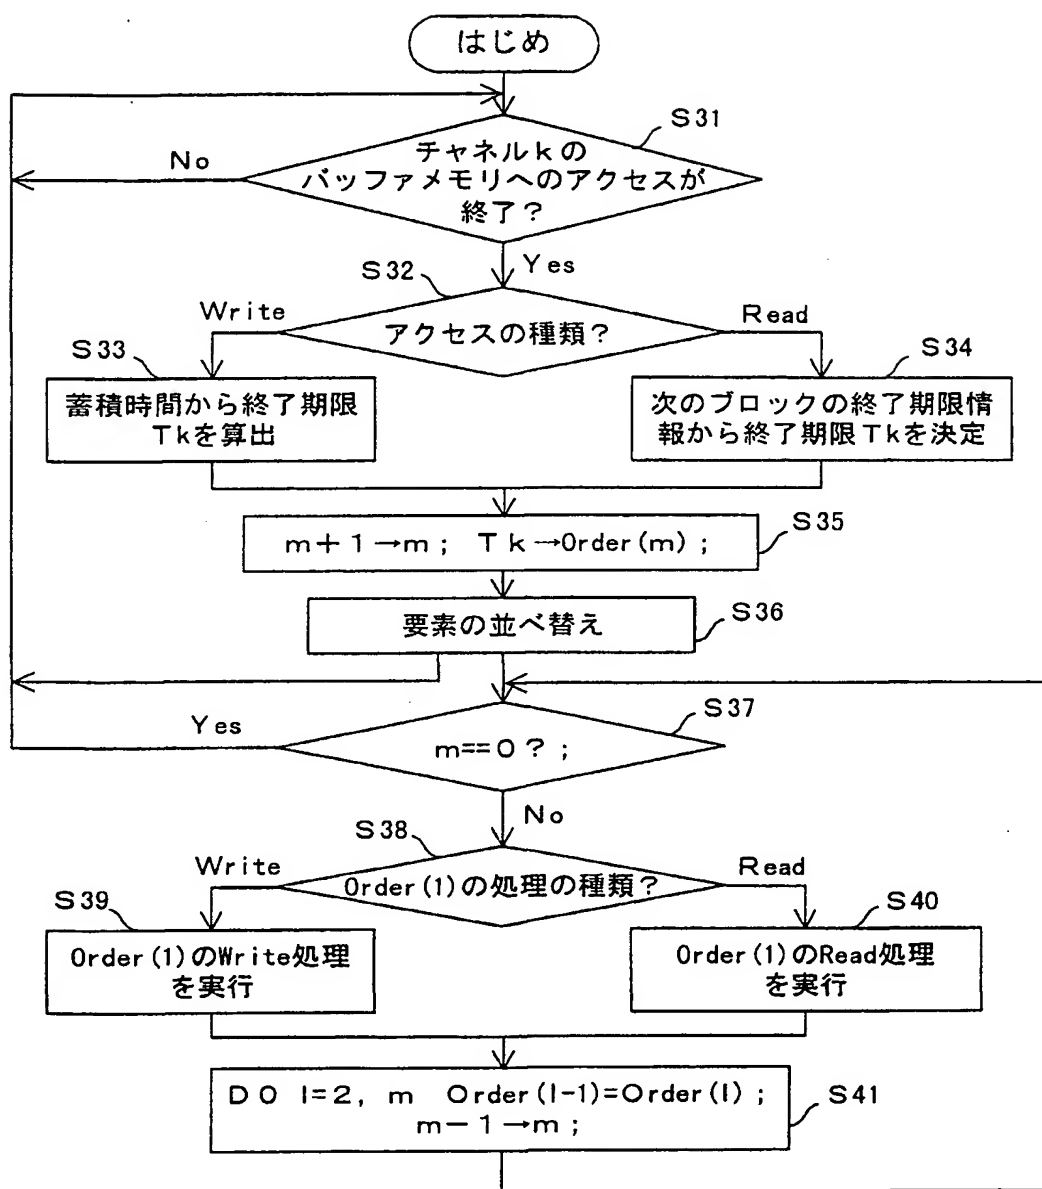 はじめ
S31
チャネルkの
バッファメモリへのアクセスが
終了?
No
Yes
S32
アクセスの種類?
Write
Read
S33
蓄積時間から終了期限
Tkを算出
S34
次のブロックの終了期限情
報から終了期限Tkを決定
S35
m+1→m; Tk→Order(m);
S36
要素の並べ替え
S37
Yes
m==0?;
No
S38
Order(1)の処理の種類?
Write
Read
S39
Order(1)のWrite処理
を実行
S40
Order(1)のRead処理
を実行
S41
DO l=2, m Order(l-1)=Order(l);
m-1→m;